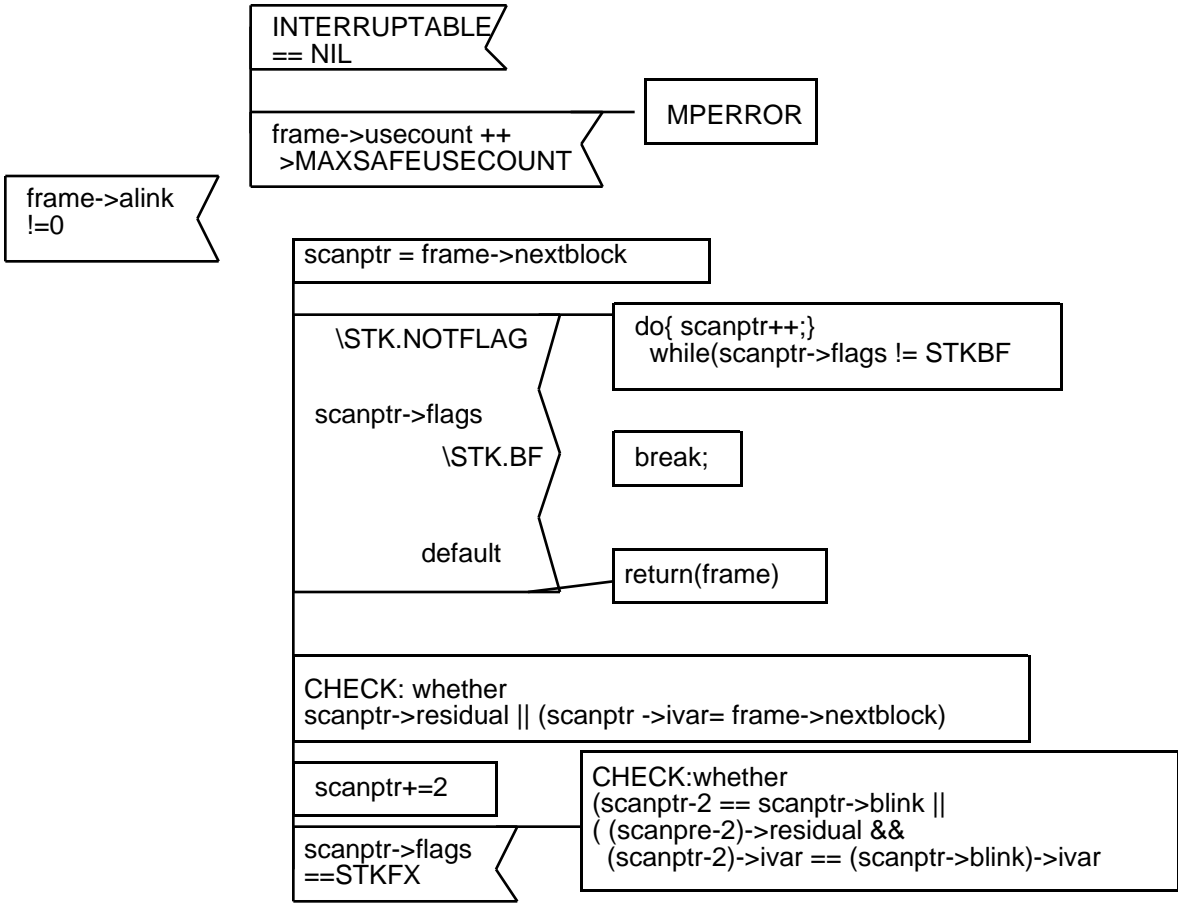 INTERRUPTABLE
== NIL
MPERROR
frame->usecount ++
>MAXSAFEUSECOUNT
frame->alink
!=0
scanptr = frame->nextblock
\STK.NOTFLAG
do{ scanptr++;}
while(scanptr->flags != STKBF
scanptr->flags
\STK.BF
break;
default
return(frame)
CHECK: whether
scanptr->residual || (scanptr ->ivar= frame->nextblock)
scanptr+=2
CHECK:whether
(scanptr-2 == scanptr->blink ||
( (scanpre-2)->residual &&
(scanptr-2)->ivar == (scanptr->blink)->ivar
scanptr->flags
==STKFX